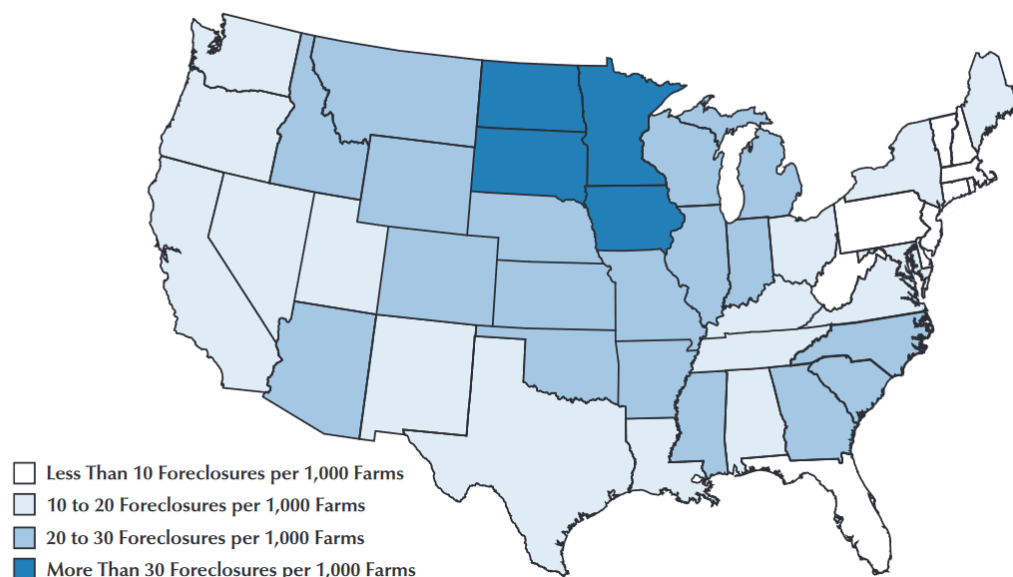 Less Than 10 Foreclosures per 1,000 Farms
10 to 20 Foreclosures per 1,000 Farms
20 to 30 Foreclosures per 1,000 Farms
More Than 30 Foreclosures per 1,000 Farms